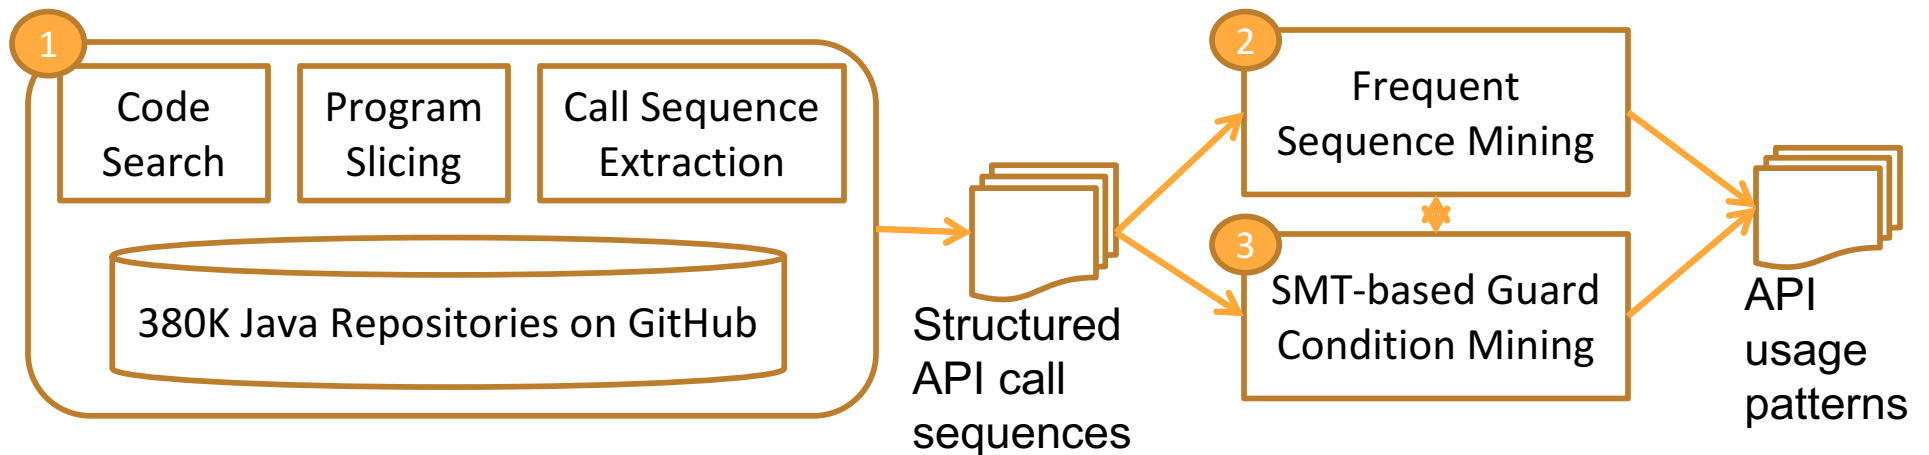 1
Code
Search
Program
Slicing
Call Sequence
Extraction
380K Java Repositories on GitHub
Structured
API call
sequences
2
Frequent
Sequence Mining
3
SMT-based Guard
Condition Mining
API
usage
patterns